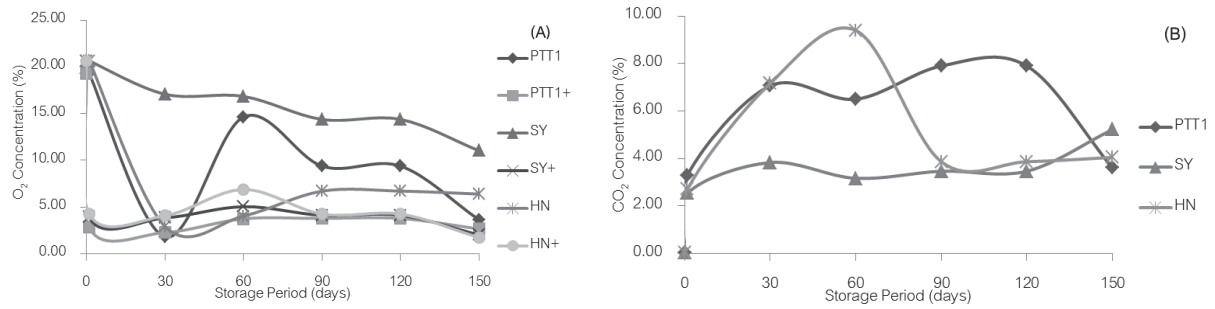 25.00
20.00
15.00
10.00
5.00
0.00
O2 Concentration (%)
0 30 60 90 120 150
Storage Period (days)
(A)
PTT1
PTT1+
SY
SY+
HN
HN+
10.00
8.00
6.00
4.00
2.00
0.00
CO2 Concentration (%)
0 30 60 90 120 150
Storage Period (days)
(B)
PTT1
SY
HN